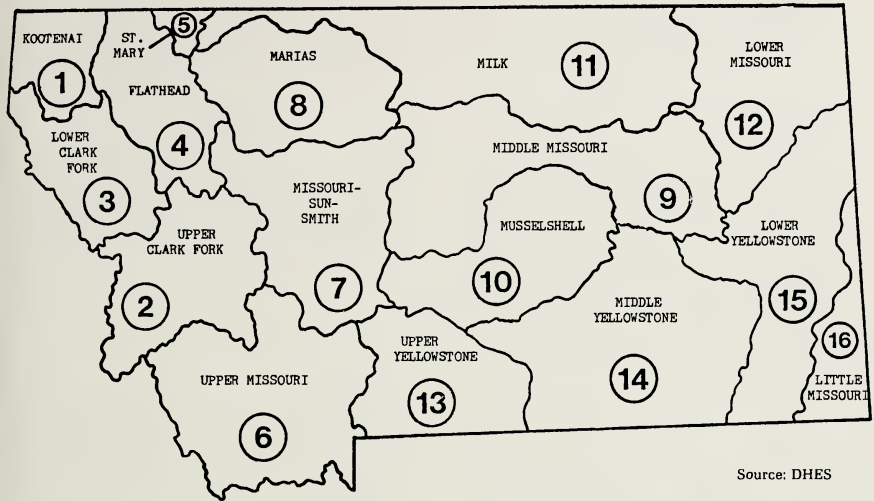 KOOTENAI
1
ST.
MARY
5
FLATHEAD
4
MARIAS
8
MILK
11
LOWER
MISSOURI
12
LOWER
CLARK
FORK
3
MISSOURI-
SUN-
SMITH
7
MIDDLE MISSOURI
9
UPPER
CLARK FORK
2
MUSSELSHELL
10
LOWER
YELLOWSTONE
15
UPPER MISSOURI
6
UPPER
YELLOWSTONE
13
MIDDLE
YELLOWSTONE
14
16
LITTLE
MISSOURI
Source: DHES